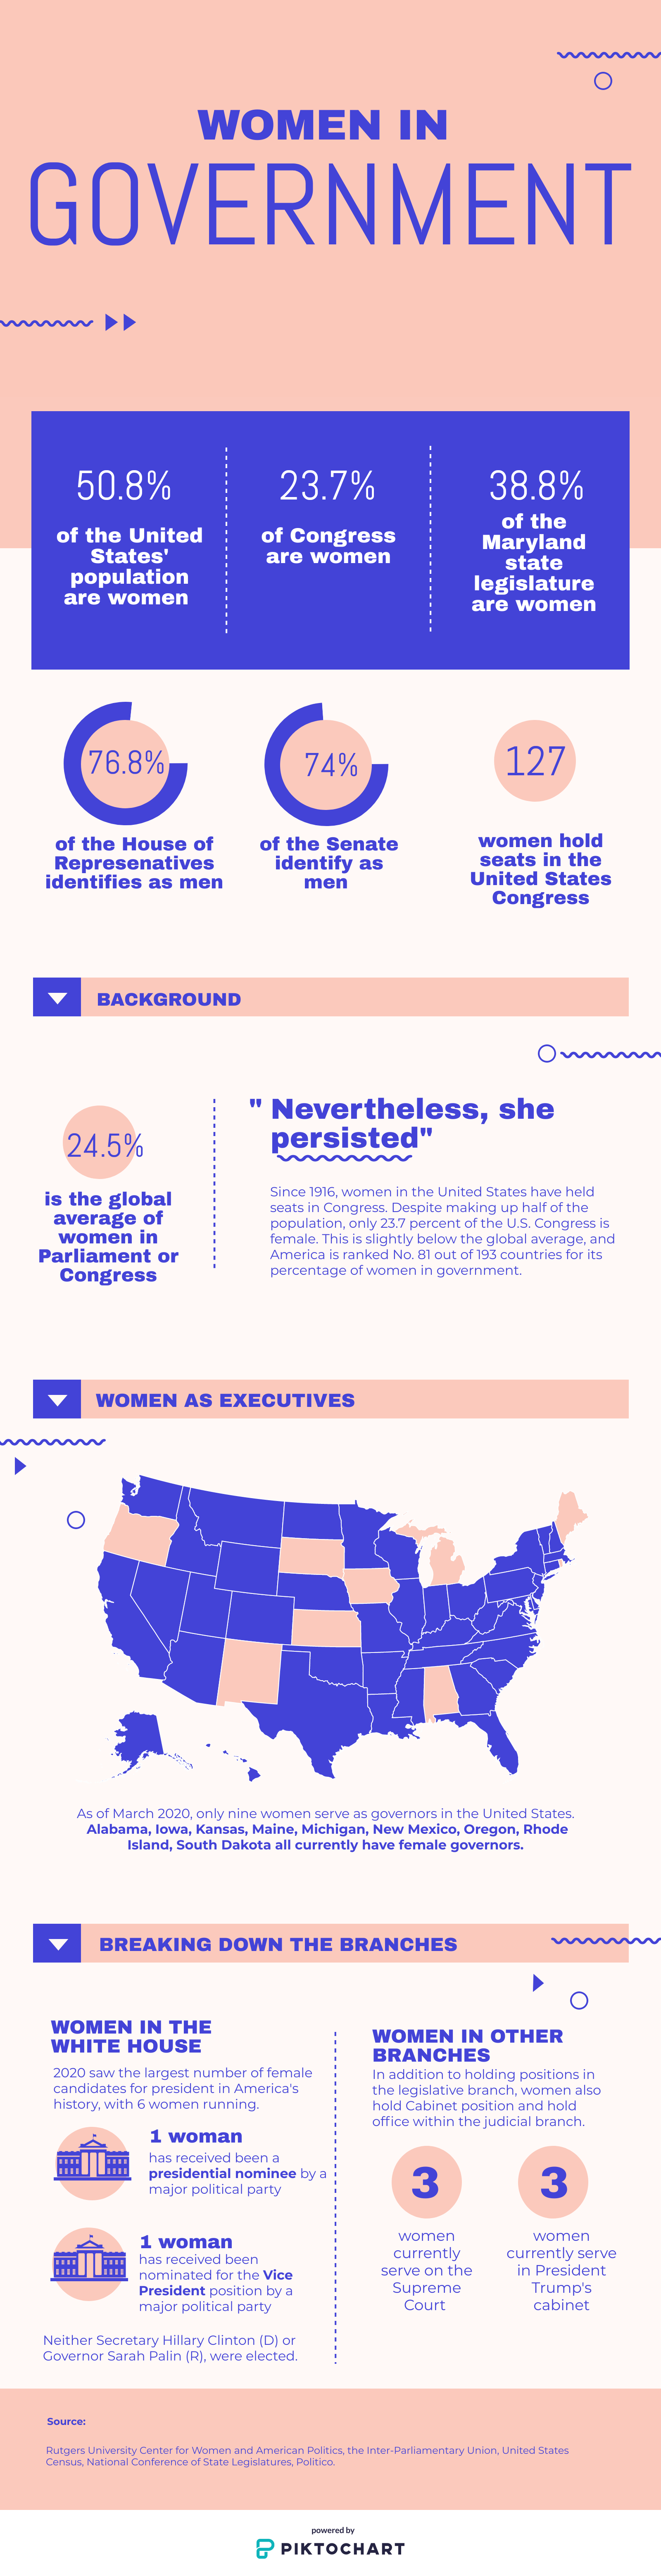 WOMEN IN
GOVERNMENT
50.8%
of the United
States'
population
are women
23.7%
of Congress
are women
38.8%
of the
Maryland
state
legislature
are women
76.8%
of the House of
Represenatives
identifies as men
74%
of the Senate
identify as
men
127
women hold
seats in the
United States
Congress
BACKGROUND
24.5%
is the global
average of
women in
Parliament or
Congress
" Nevertheless, she
persisted"
Since 1916, women in the United States have held
seats in Congress. Despite making up half of the
population, only 23.7 percent of the U.S. Congress is
female. This is slightly below the global average, and
America is ranked No. 81 out of 193 countries for its
percentage of women in government.
WOMEN AS EXECUTIVES
As of March 2020, only nine women serve as governors in the United States.
Alabama, Iowa, Kansas, Maine, Michigan, New Mexico, Oregon, Rhode
Island, South Dakota all currently have female governors.
BREAKING DOWN THE BRANCHES
WOMEN IN THE
WHITE HOUSE
2020 saw the largest number of female
candidates for president in America's
history, with 6 women running.
1 woman
has received been a
presidential nominee by a
major political party
1 woman
has received been
nominated for the Vice
President position by a
major political party
Neither Secretary Hillary Clinton (D) or
Governor Sarah Palin (R), were elected.
WOMEN IN OTHER
BRANCHES
In addition to holding positions in
the legislative branch, women also
hold Cabinet position and hold
office within the judicial branch.
3
women
currently
serve on the
Supreme
Court
3
women
currently serve
in President
Trump's
cabinet
Source:
Rutgers University Center for Women and American Politics, the Inter-Parliamentary Union, United States
Census, National Conference of State Legislatures, Politico.
powered by
PIKTOCHART